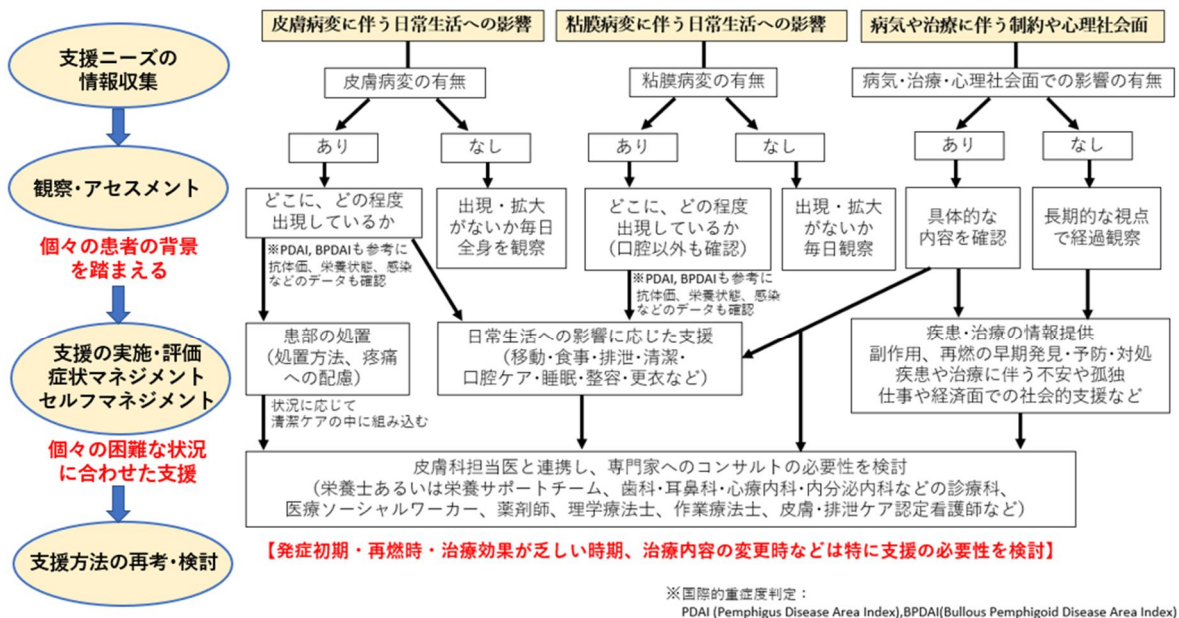 支援ニーズの
情報収集
観察・アセスメント
個々の患者の背景
を踏まえる
支援の実施・評価
症状マネジメント
セルフマネジメント
個々の困難な状況
に合わせた支援
支援方法の再考・検討
皮膚病変に伴う日常生活への影響
粘膜病変に伴う日常生活への影響
病気や治療に伴う制約や心理社会面
皮膚病変の有無
粘膜病変の有無
病気・治療・心理社会面での影響の有無
あり
なし
あり
なし
あり
なし
どこに、どの程度
出現しているか
出現・拡大
がないか毎日
全身を観察
どこに、どの程度
出現しているか
(口腔以外も確認)
出現・拡大
がないか
毎日観察
具体的な
内容を確認
長期的な視点
で経過観察
※PDAI, BPDAIも参考に
抗体価、栄養状態、感染
などのデータも確認
※PDAI, BPDAIも参考に
抗体価、栄養状態、感染
などのデータも確認
患部の処置
(処置方法、疼痛
への配慮)
日常生活への影響に応じた支援
(移動・食事・排泄・清潔・
口腔ケア・睡眠・整容・更衣など)
疾患・治療の情報提供
副作用、再燃の早期発見・予防・対処
疾患や治療に伴う不安や孤独
仕事や経済面での社会的支援など
状況に応じて
清潔ケアの中に組み込む
皮膚科担当医と連携し、専門家へのコンサルトの必要性を検討
(栄養士あるいは栄養サポートチーム、歯科・耳鼻科・心療内科・内分泌内科などの診療科、
医療ソーシャルワーカー、薬剤師、理学療法士、作業療法士、皮膚・排泄ケア認定看護師など)
【発症初期・再燃時・治療効果が乏しい時期、治療内容の変更時などは特に支援の必要性を検討】
※国際的重症度判定：
PDAI (Pemphigus Disease Area Index),BPDAI(Bullous Pemphigoid Disease Area Index)